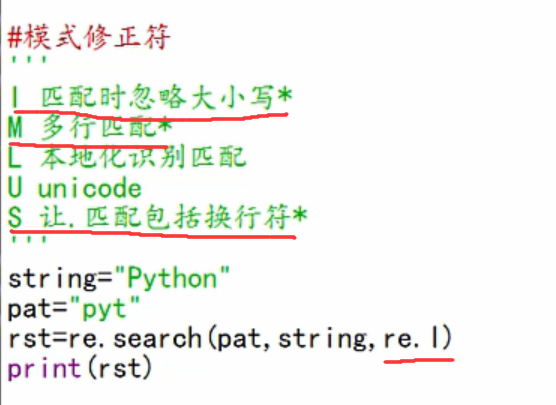 #模式修正符
'''
I 匹配时忽略大小写*
M 多行匹配*
L 本地化识别匹配
U unicode
S 让.匹配包括换行符*
'''
string="Python"
pat="pyt"
rst=re.search(pat,string,re.I)
print(rst)